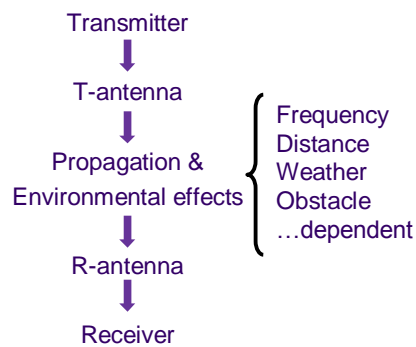 Transmitter
T-antenna
Propagation &
Environmental effects
R-antenna
Receiver
Frequency
Distance
Weather
Obstacle
…dependent